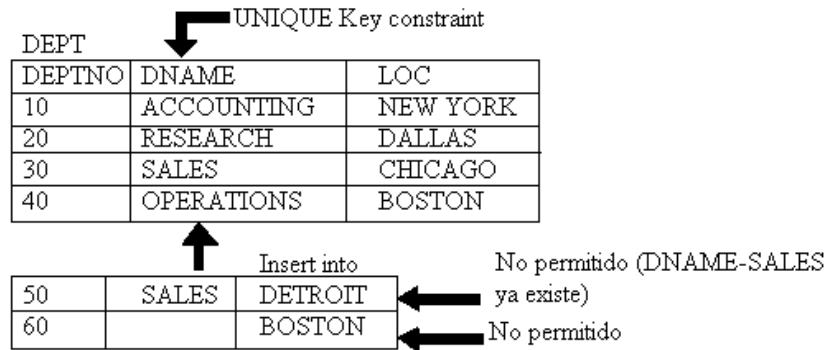 UNIQUE Key constraint
DEPT
DEPTNO DNAME LOC
10 ACCOUNTING NEW YORK
20 RESEARCH DALLAS
30 SALES CHICAGO
40 OPERATIONS BOSTON
Insert into
50 SALES DETROIT
60 BOSTON
No permitido (DNAME-SALES
ya existe)
No permitido